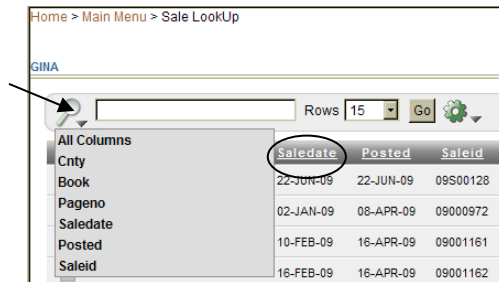 Home > Main Menu > Sale LookUp
GINA
Rows 15 Go
All Columns
Cnty
Book
Pageno
Saledate
Posted
Saleid
Saledate Posted Saleid
22-JUN-09 22-JUN-09 09S00128
02-JAN-09 08-APR-09 09000972
10-FEB-09 16-APR-09 09001161
16-FEB-09 16-APR-09 09001162